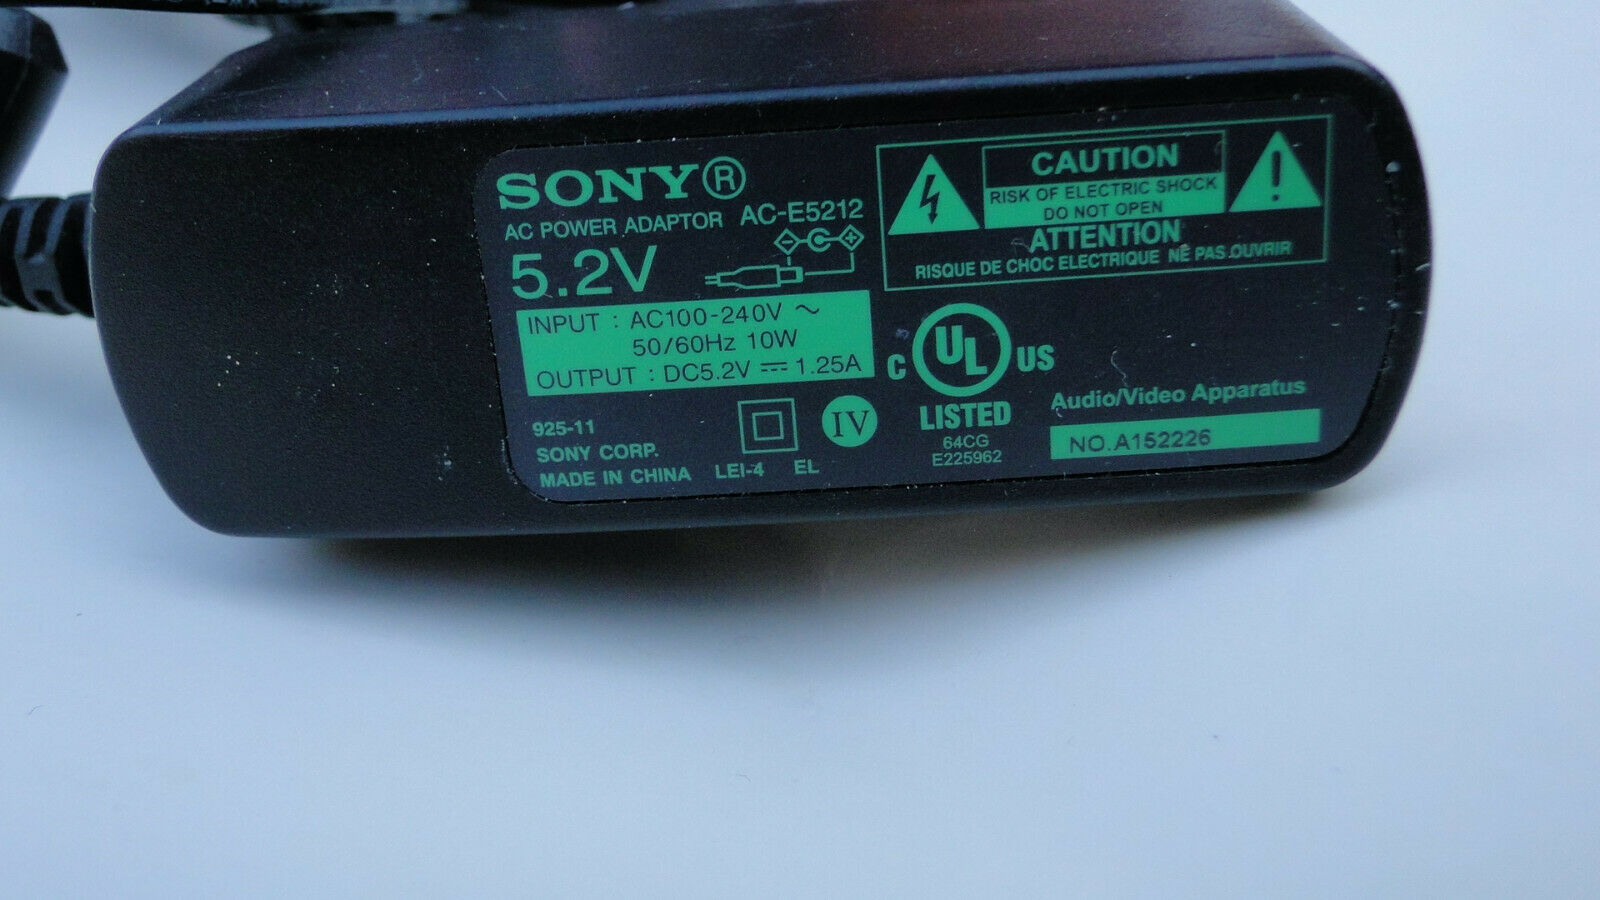 SONY®
AC POWER ADAPTOR AC-E5212
5.2V
INPUT : AC100-240V ～
50/60Hz 10W
OUTPUT : DC5.2V ⎓ 1.25A
925-11
SONY CORP.
MADE IN CHINA LEI-4 EL
IV
CAUTION
RISK OF ELECTRIC SHOCK
DO NOT OPEN
ATTENTION
RISQUE DE CHOC ELECTRIQUE NE PAS OUVRIR
C UL US
LISTED
64CG
E225962
Audio/Video Apparatus
NO.A152226